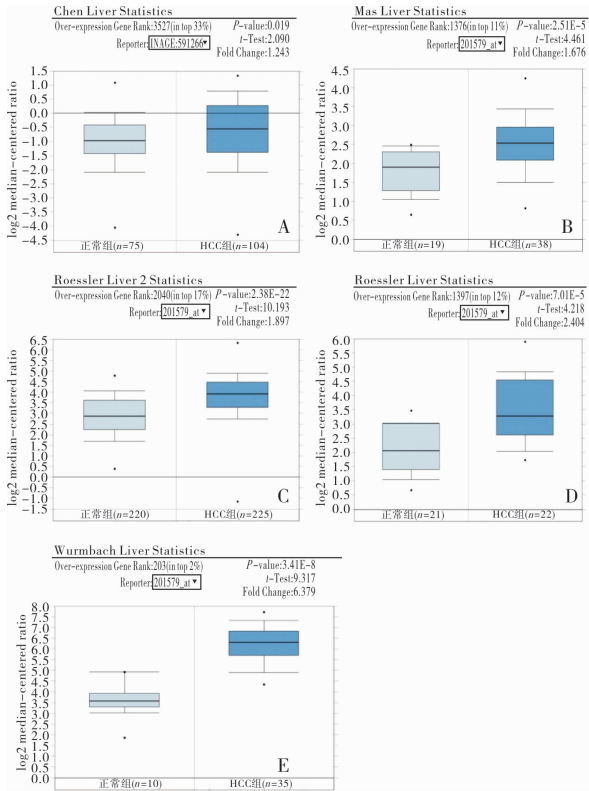 Chen Liver Statistics
Over-expression Gene Rank:3527(in top 33%)
P-value:0.019
t-Test:2.090
Fold Change:1.243
Reporter:INAGE:591266▼
log2 median-centered ratio
1.5
1.0
0.5
0.0
-0.5
-1.0
-1.5
-2.0
-2.5
-3.0
-3.5
-4.0
-4.5
A
正常组(n=75)
HCC组(n=104)
Mas Liver Statistics
Over-expression Gene Rank:1376(in top 11%)
P-value:2.51E-5
t-Test:4.461
Fold Change:1.676
Reporter:201579_at▼
log2 median-centered ratio
4.5
4.0
3.5
3.0
2.5
2.0
1.5
1.0
0.5
0.0
B
正常组(n=19)
HCC组(n=38)
Roessler Liver 2 Statistics
Over-expression Gene Rank:2040(in top 17%)
P-value:2.38E-22
t-Test:10.193
Fold Change:1.897
Reporter:201579_at▼
log2 median-centered ratio
6.5
6.0
5.5
5.0
4.5
4.0
3.5
3.0
2.5
2.0
1.5
1.0
0.5
0.0
-0.5
-1.0
-1.5
C
正常组(n=220)
HCC组(n=225)
Roessler Liver Statistics
Over-expression Gene Rank:1397(in top 12%)
P-value:7.01E-5
t-Test:4.218
Fold Change:2.404
Reporter:201579_at▼
log2 median-centered ratio
6.0
5.5
5.0
4.5
4.0
3.5
3.0
2.5
2.0
1.5
1.0
0.5
0.0
D
正常组(n=21)
HCC组(n=22)
Wurmbach Liver Statistics
Over-expression Gene Rank:203(in top 2%)
P-value:3.41E-8
t-Test:9.317
Fold Change:6.379
Reporter:201579_at▼
log2 median-centered ratio
8.0
7.5
7.0
6.5
6.0
5.5
5.0
4.5
4.0
3.5
3.0
2.5
2.0
1.5
1.0
0.5
0.0
E
正常组(n=10)
HCC组(n=35)